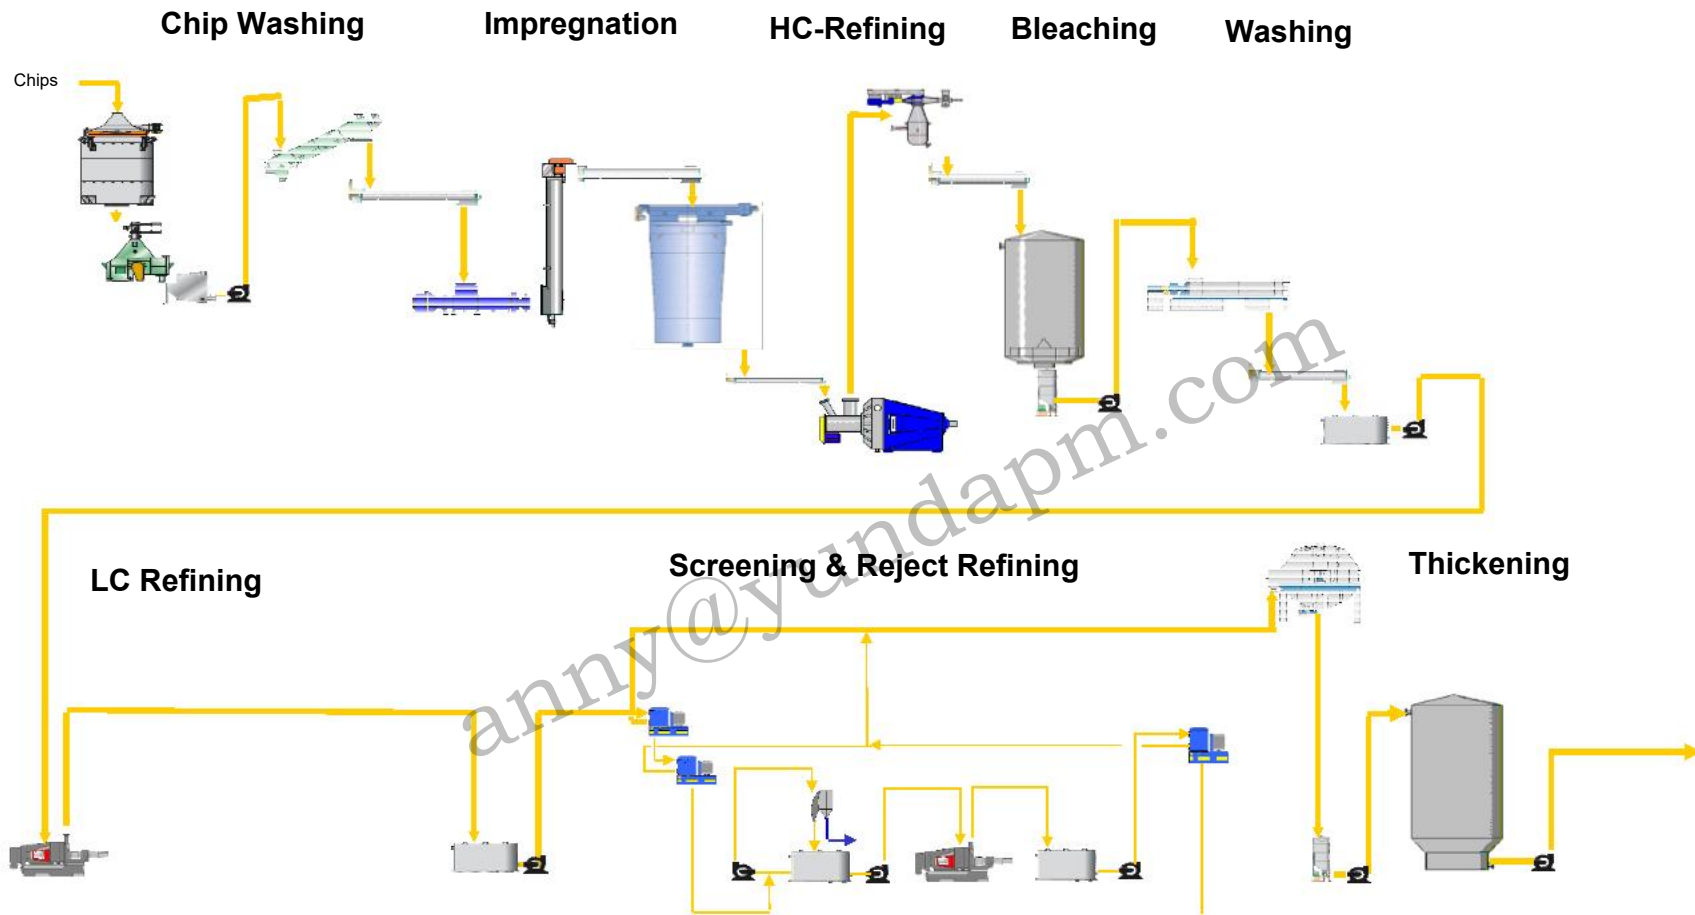 Chip Washing
Impregnation
HC-Refining
Bleaching
Washing
Chips
LC Refining
Screening & Reject Refining
Thickening
anny@yundapm.com